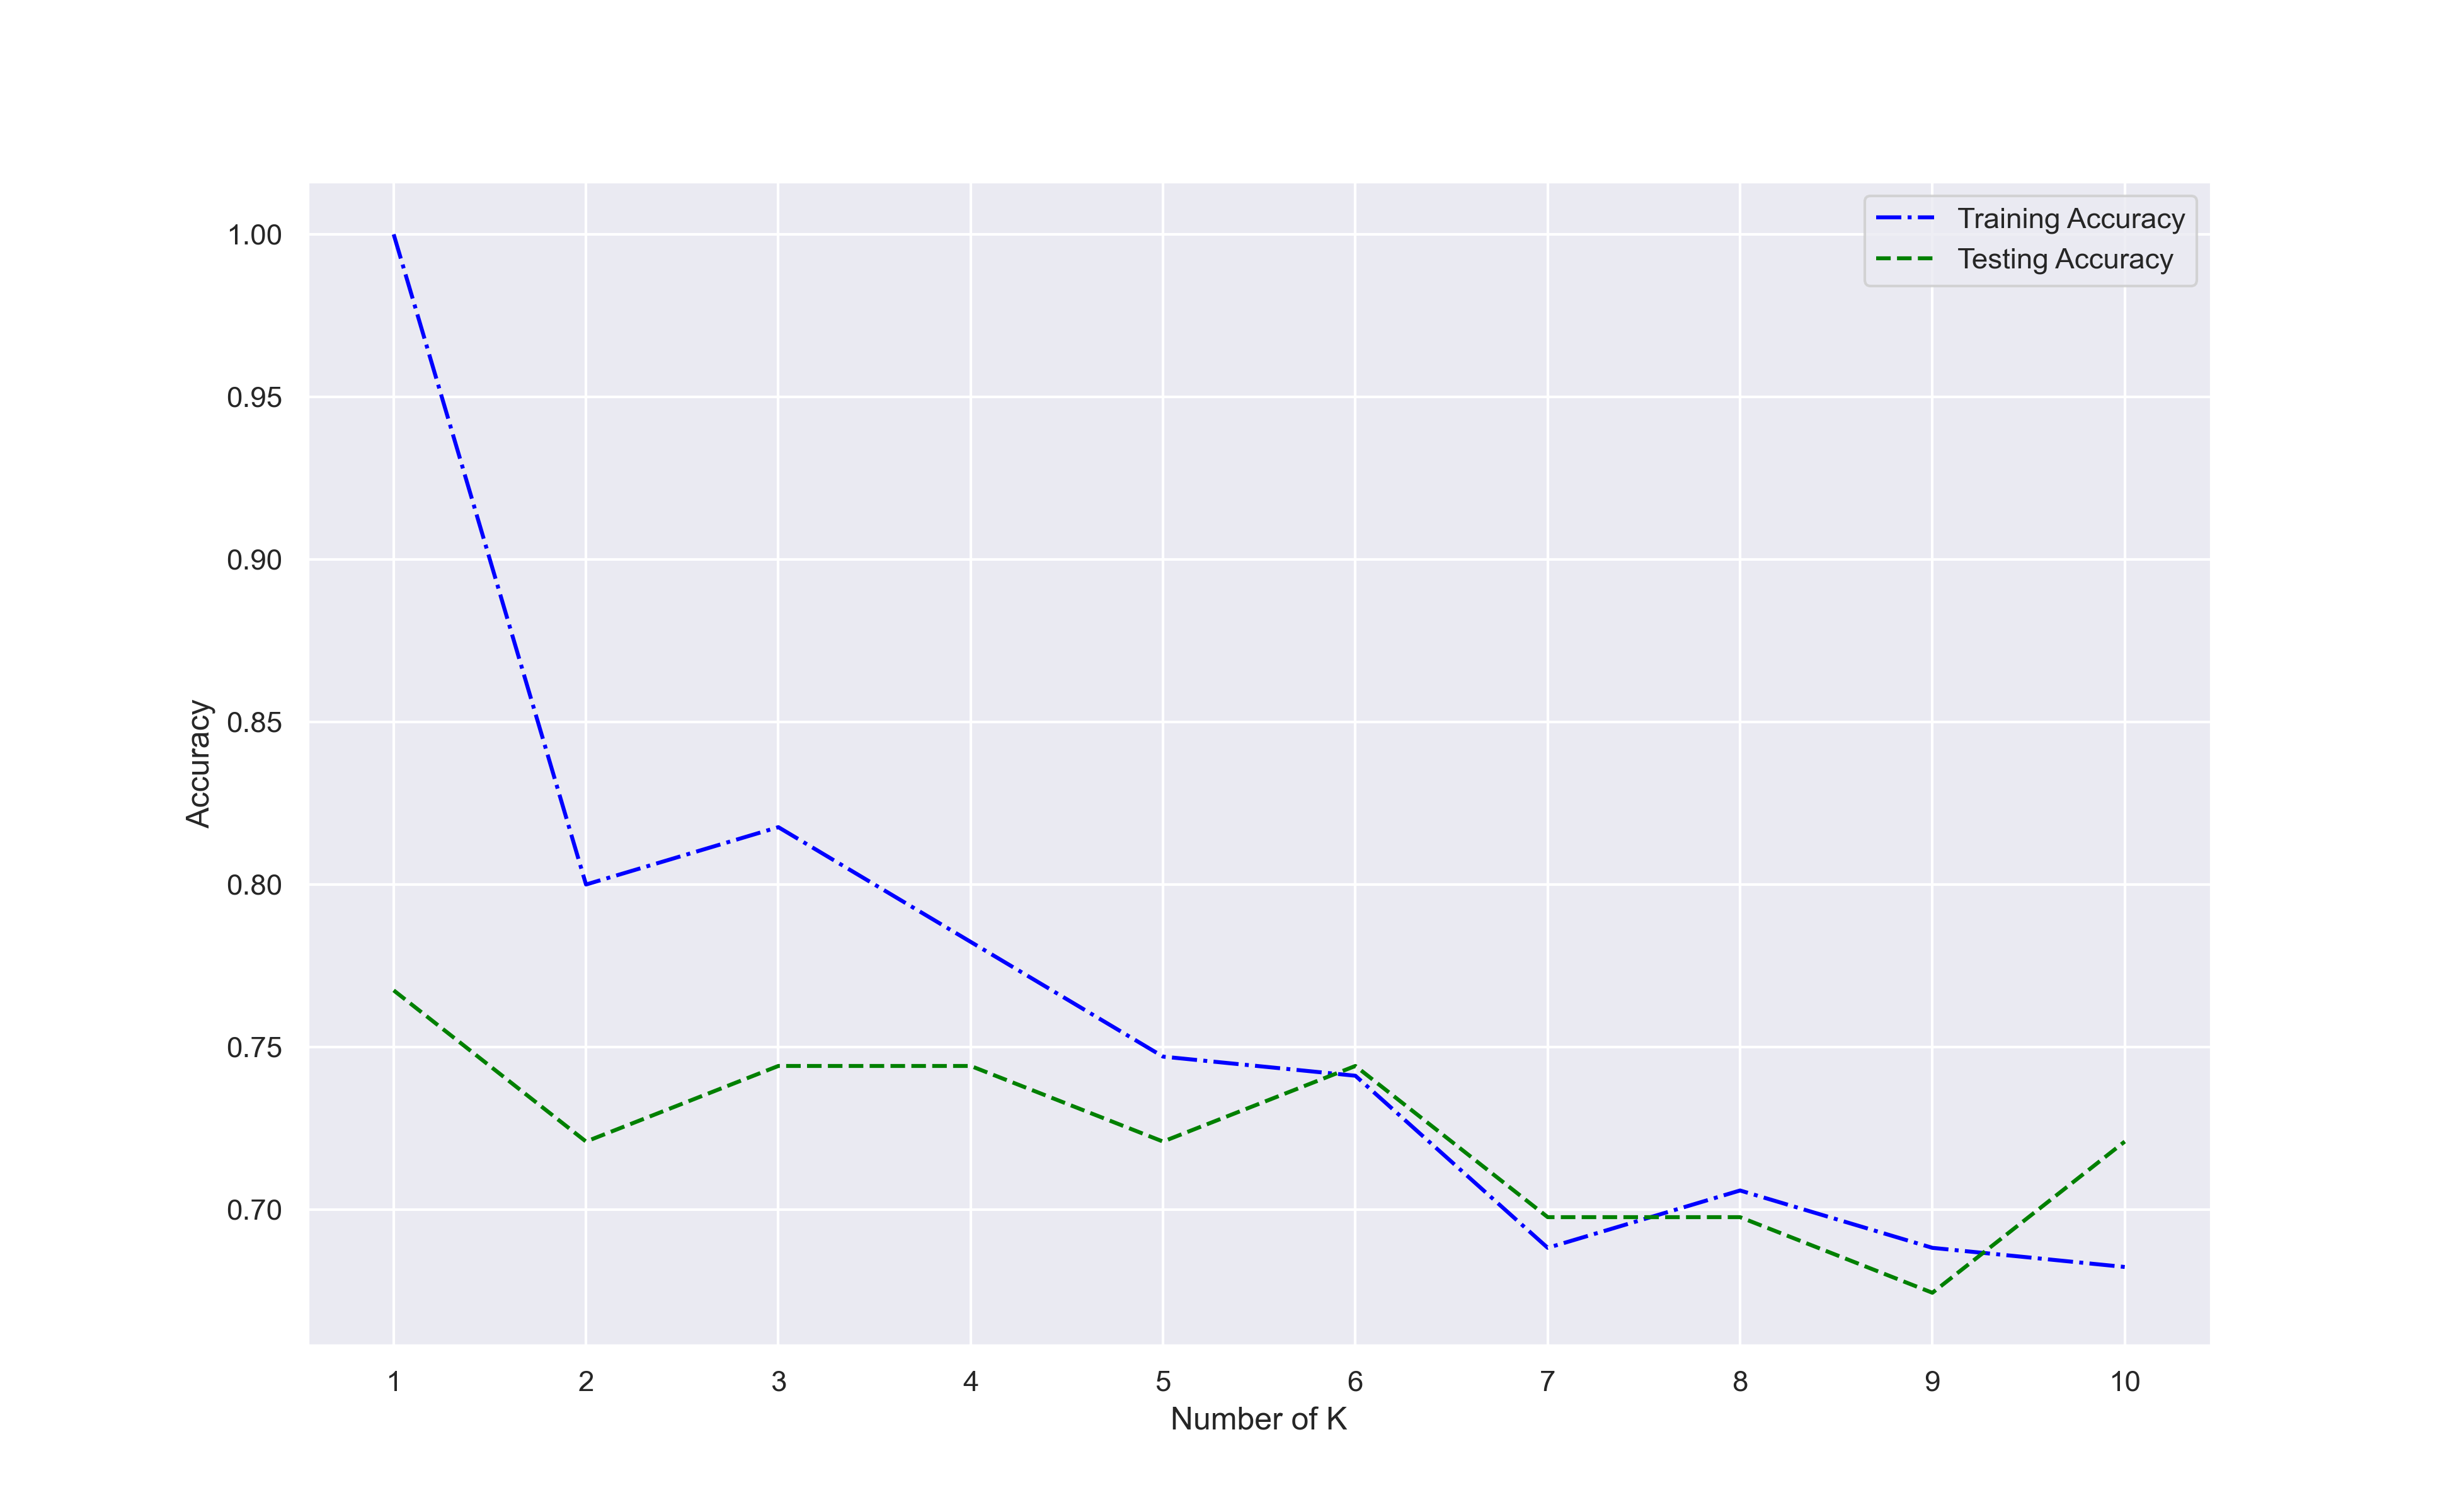 Training Accuracy
Testing Accuracy
1.00
0.95
0.90
0.85
0.80
0.75
0.70
Accuracy
1 2 3 4 5 6 7 8 9 10
Number of K